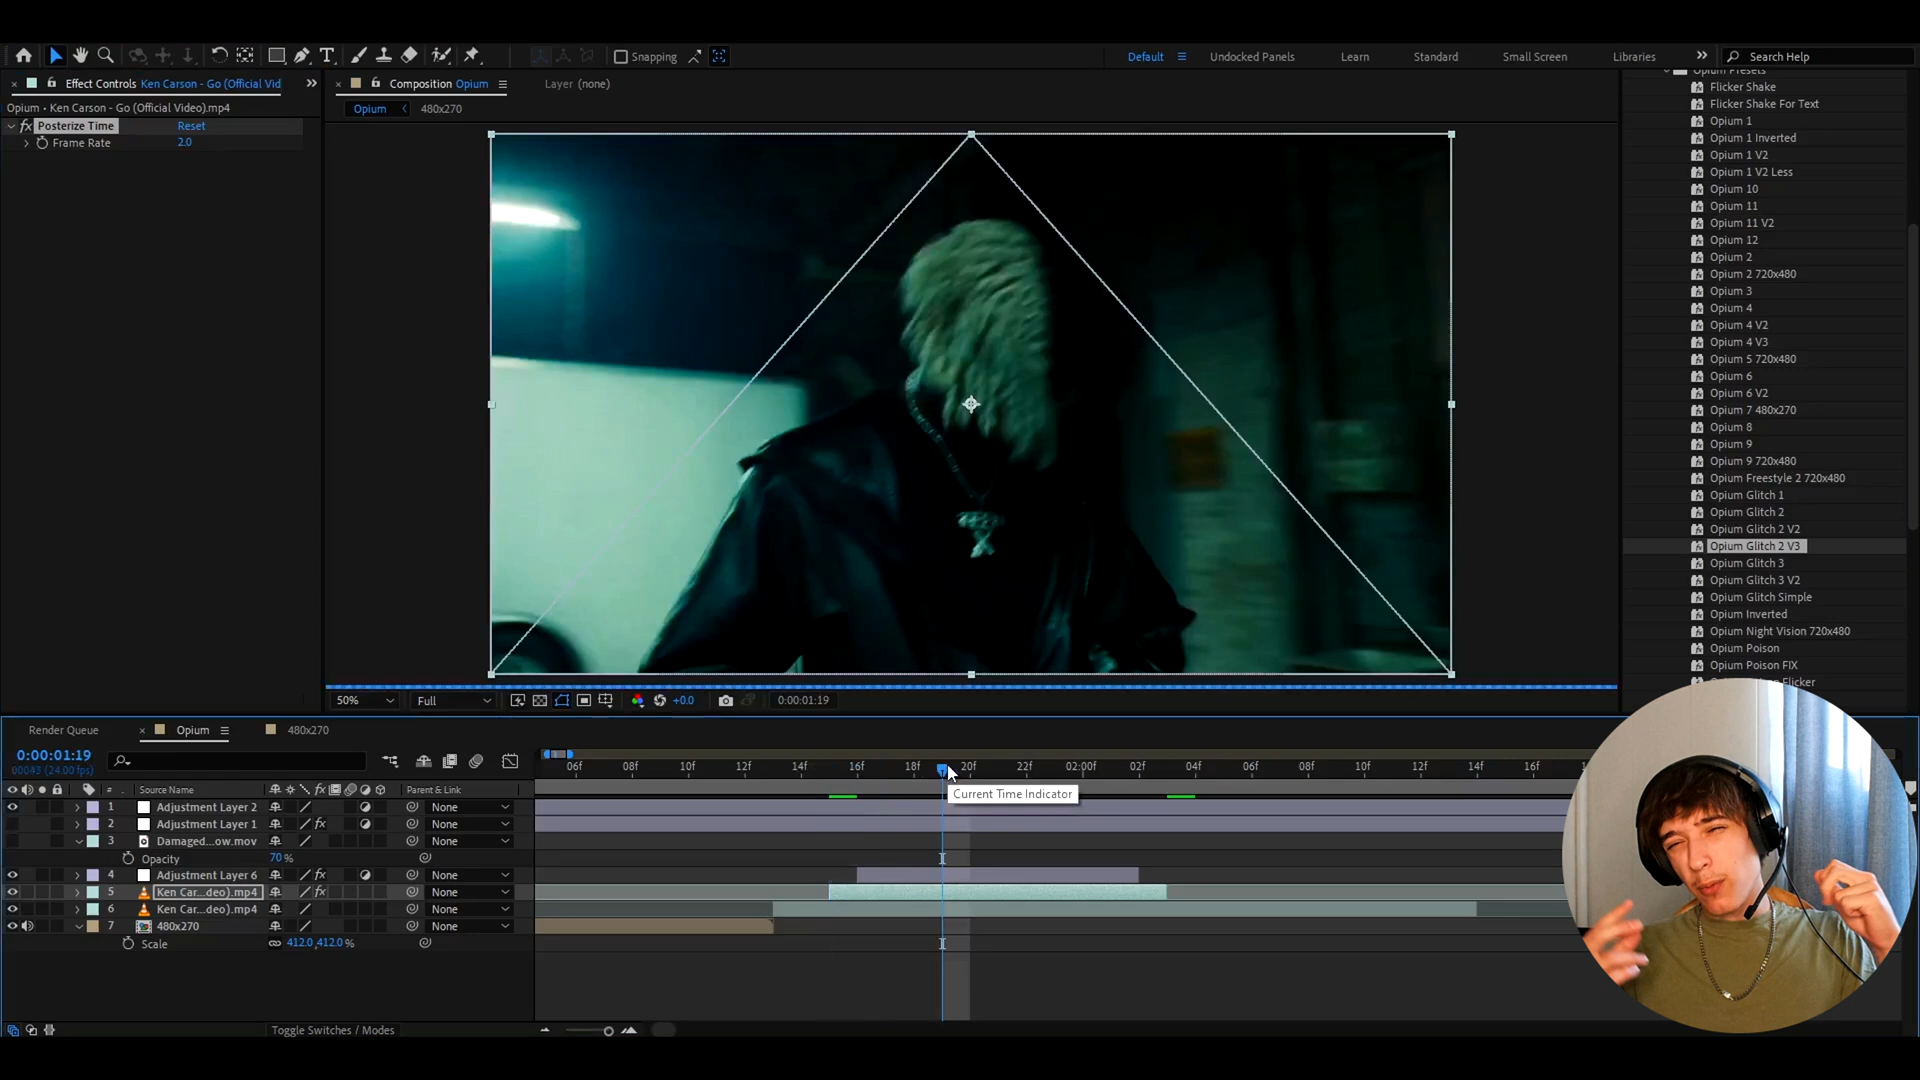 Snapping
Default
Undocked Panels
Learn
Standard
Small Screen
Libraries
Search Help
Effect Controls Ken Carson - Go (Official Vid
Composition Opium
Layer (none)
Opium • Ken Carson - Go (Official Video).mp4
Opium
480x270
fx Posterize Time
Reset
Frame Rate
2.0
Opium Presets
Flicker Shake
Flicker Shake For Text
Opium 1
Opium 1 Inverted
Opium 1 V2
Opium 1 V2 Less
Opium 10
Opium 11
Opium 11 V2
Opium 12
Opium 2
Opium 2 720x480
Opium 3
Opium 4
Opium 4 V2
Opium 4 V3
Opium 5 720x480
Opium 6
Opium 6 V2
Opium 7 480x270
Opium 8
Opium 9
Opium 9 720x480
Opium Freestyle 2 720x480
Opium Glitch 1
Opium Glitch 2
Opium Glitch 2 V2
Opium Glitch 2 V3
Opium Glitch 3
Opium Glitch 3 V2
Opium Glitch Simple
Opium Inverted
Opium Night Vision 720x480
Opium Poison
Opium Poison FIX
Flicker
50%
Full
+0.0
0:00:01:19
Render Queue
Opium
480x270
0:00:01:19
00043 (24.00 fps)
06f
08f
10f
12f
14f
16f
18f
20f
22f
02:00f
02f
04f
06f
08f
10f
12f
14f
16f
Current Time Indicator
#
Source Name
Parent & Link
1
Adjustment Layer 2
None
2
Adjustment Layer 1
fx
None
3
Damaged...ow.mov
None
Opacity
70 %
4
Adjustment Layer 6
fx
None
5
Ken Car...deo).mp4
fx
None
6
Ken Car...deo).mp4
None
7
480x270
None
Scale
412.0,412.0 %
Toggle Switches / Modes